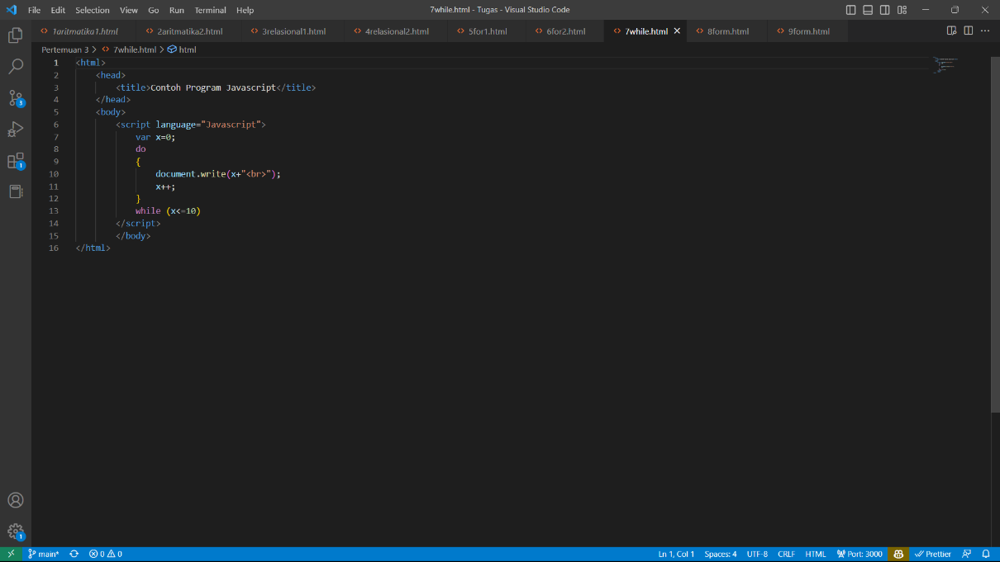 File Edit Selection View Go Run Terminal Help 7while.html - Tugas - Visual Studio Code
1aritmatika1.html 2aritmatika2.html 3relasional1.html 4relasional2.html 5for1.html 6for2.html 7while.html 8form.html 9form.html
Pertemuan 3 > 7while.html > html
1 <html>
2 <head>
3 <title>Contoh Program Javascript</title>
4 </head>
5 <body>
6 <script language="Javascript">
7 var x=0;
8 do
9 {
10 document.write(x+"<br>");
11 x++;
12 }
13 while (x<=10)
14 </script>
15 </body>
16 </html>
3
1
1
main* 0 0 Ln 1, Col 1 Spaces: 4 UTF-8 CRLF HTML Port: 3000 Prettier